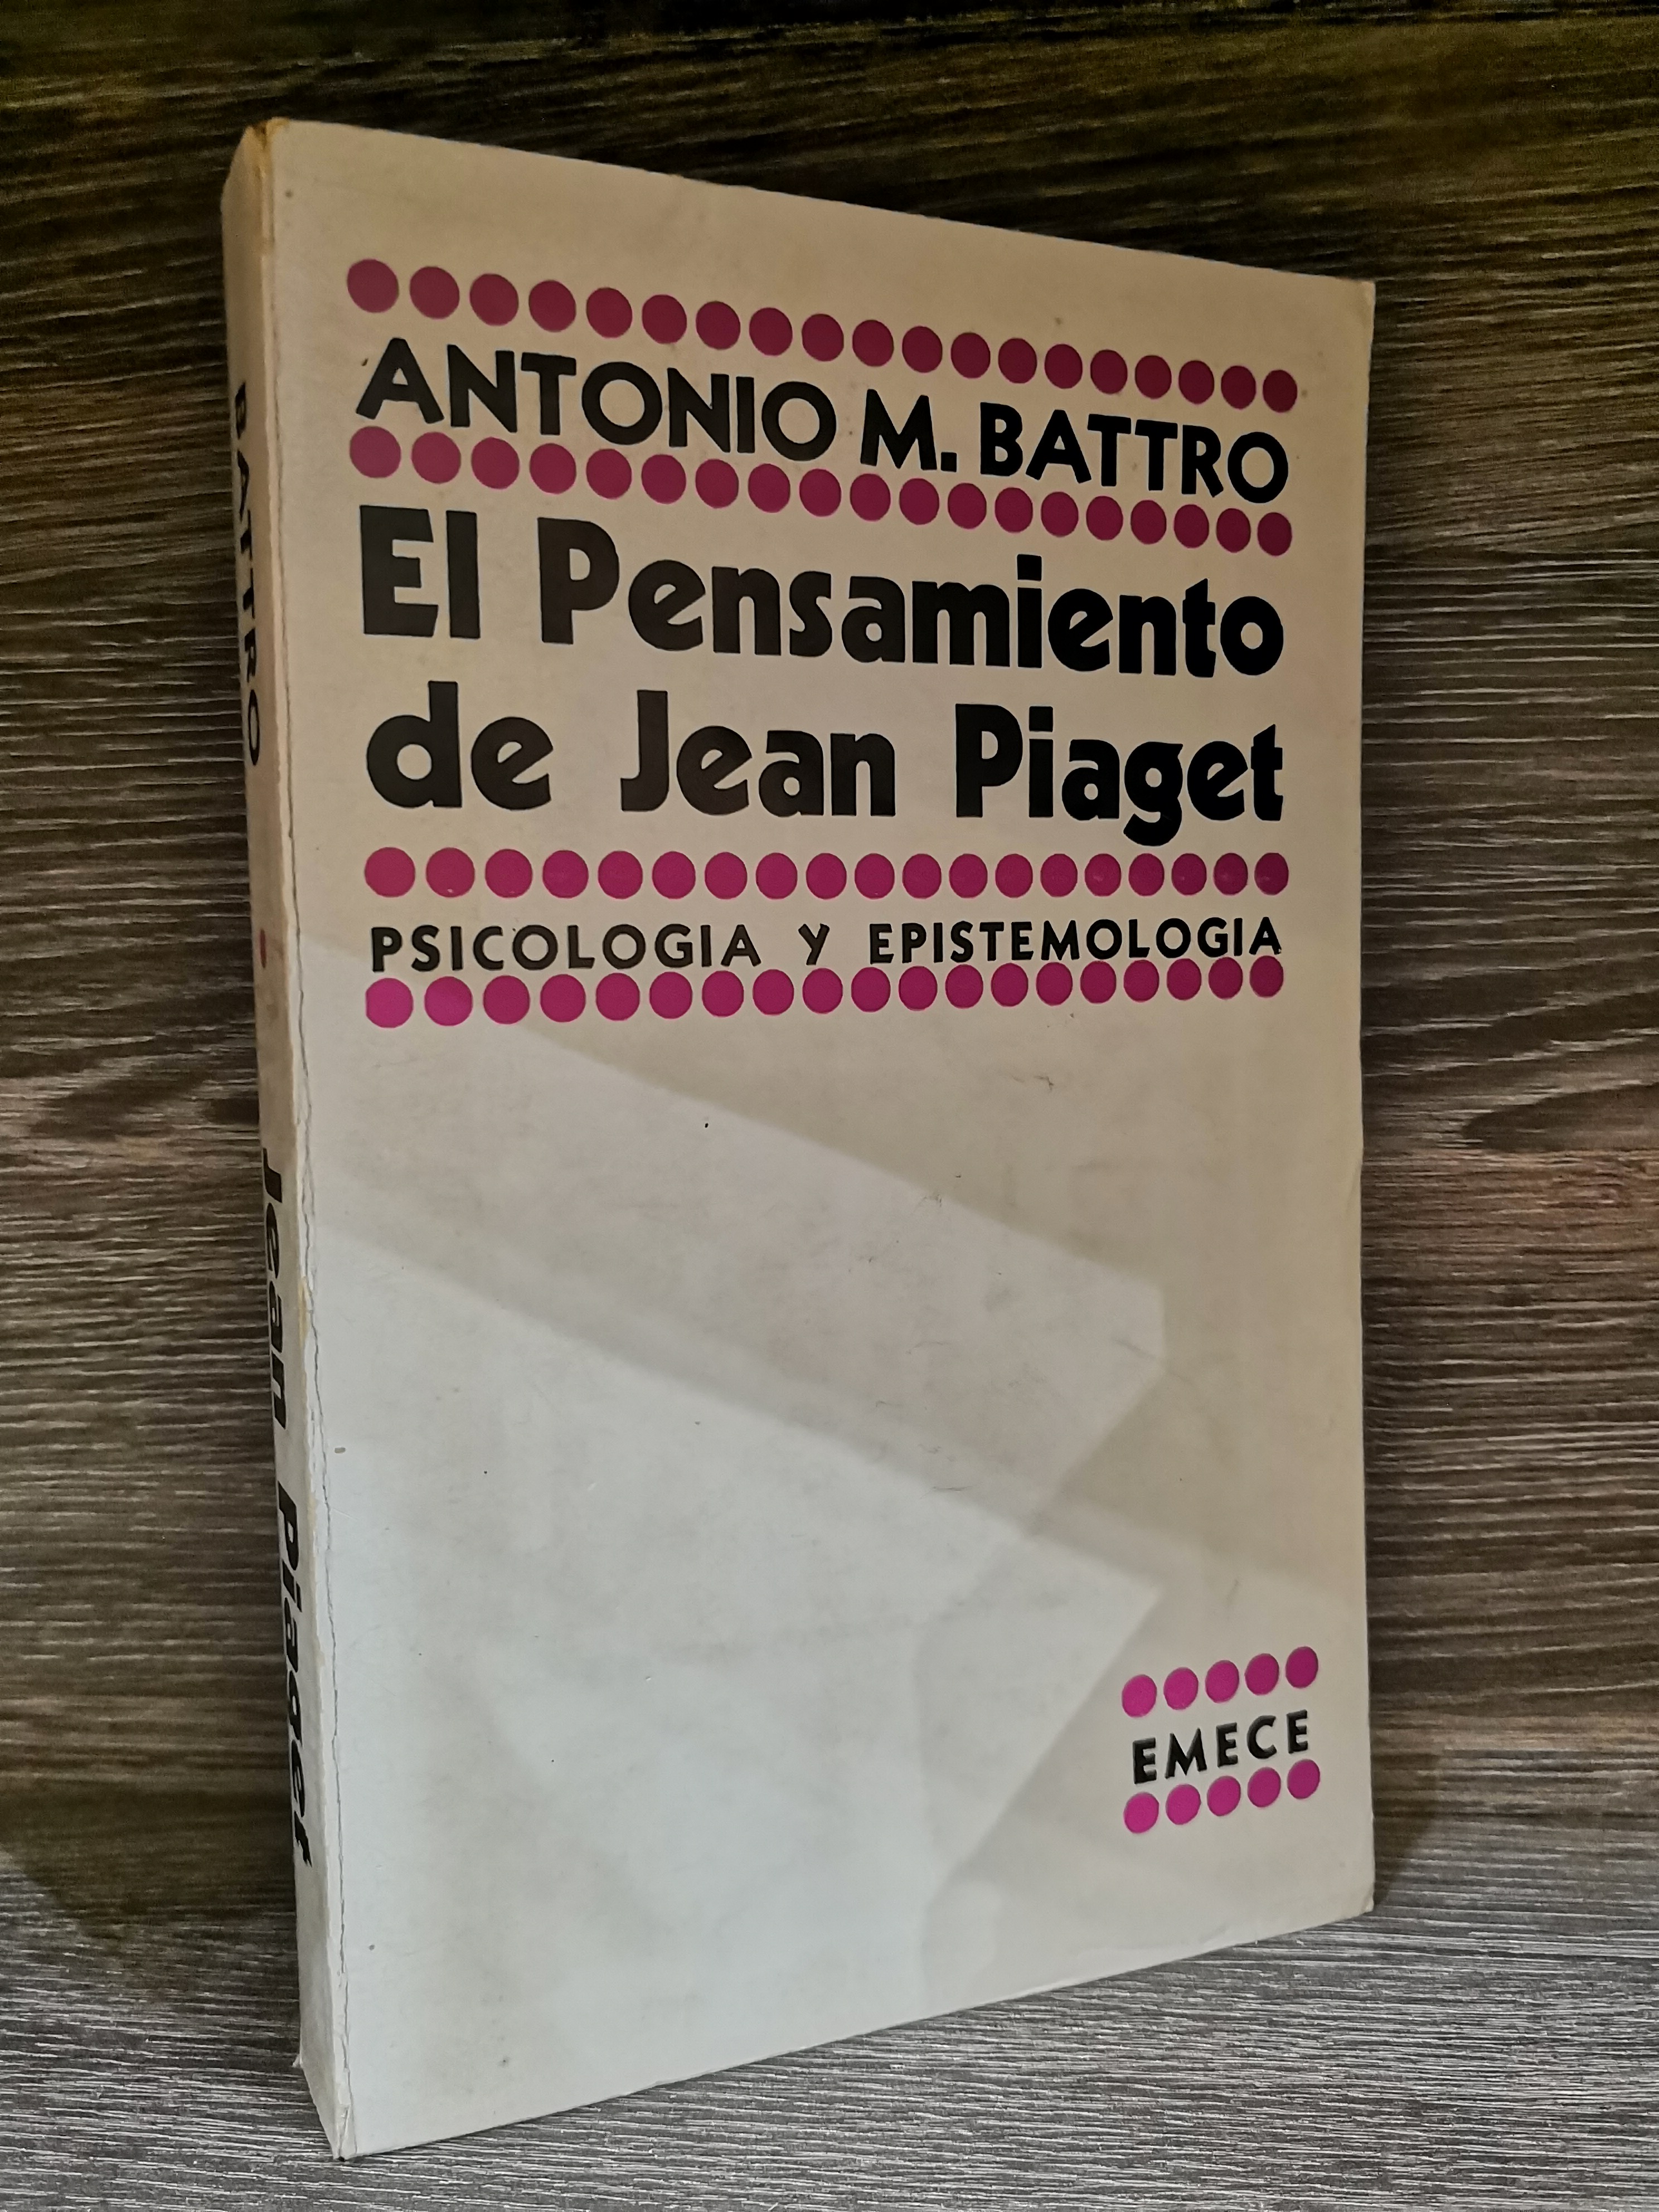 ANTONIO M. BATTRO
El Pensamiento
de Jean Piaget
PSICOLOGIA Y EPISTEMOLOGIA
EMECE
BATTRO
Jean Piaget